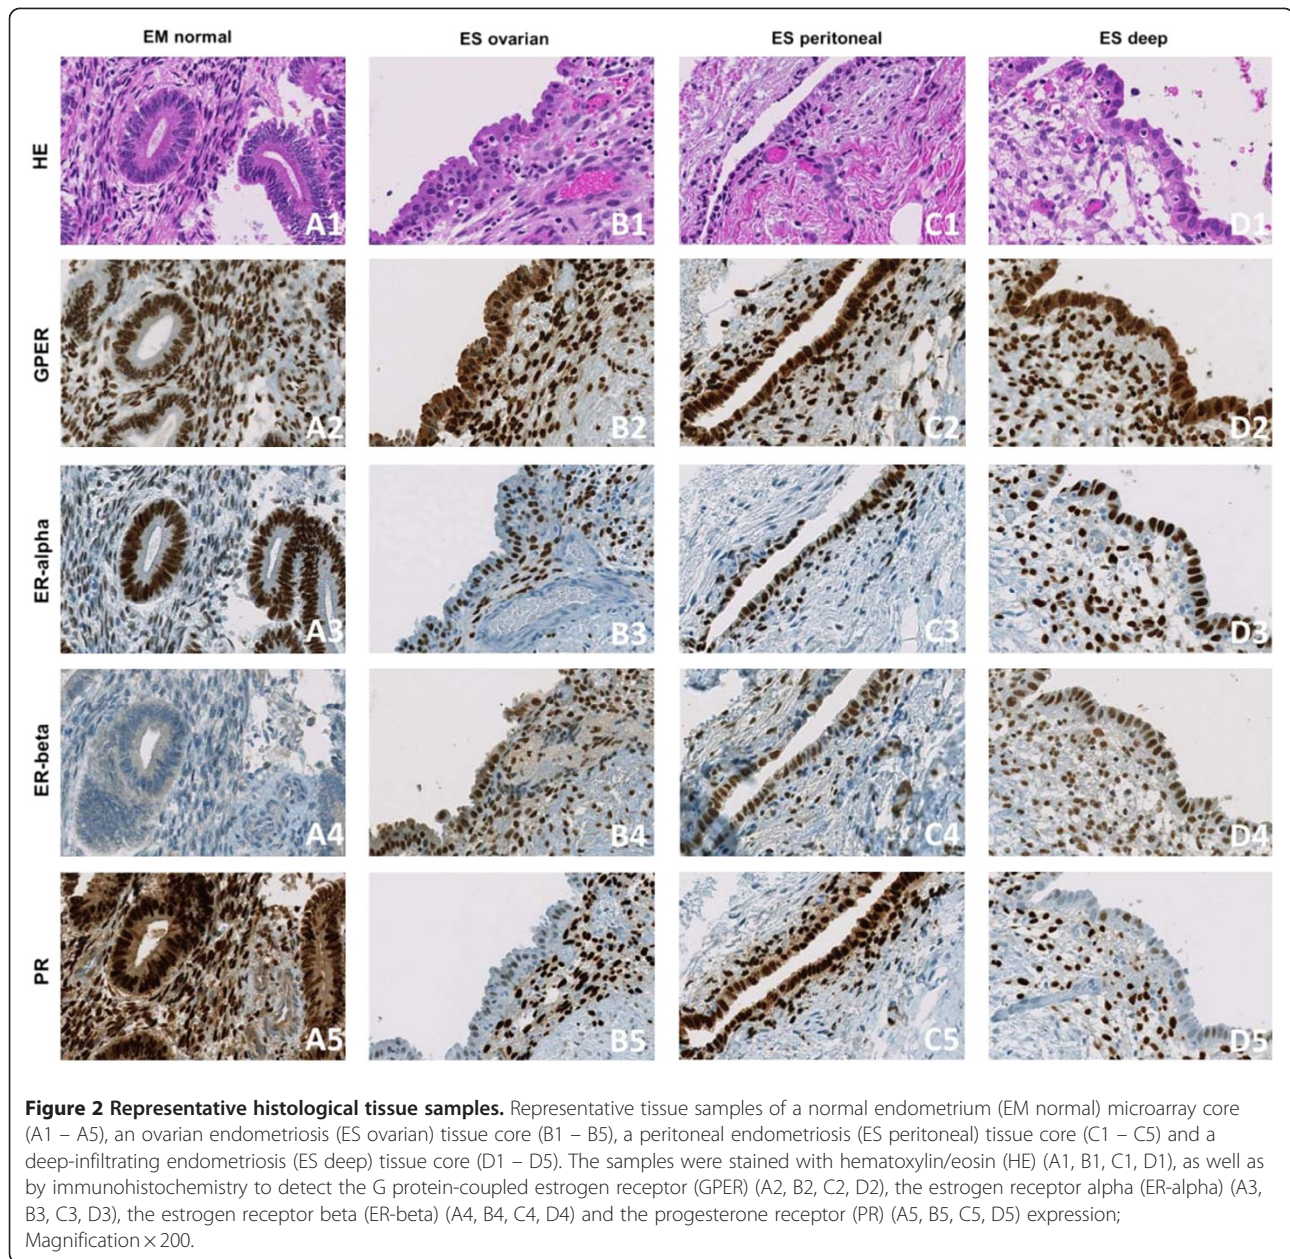 EM normal ES ovarian ES peritoneal ES deep
HE A1 B1 C1 D1
GPER A2 B2 C2 D2
ER-alpha A3 B3 C3 D3
ER-beta A4 B4 C4 D4
PR A5 B5 C5 D5
Figure 2 Representative histological tissue samples. Representative tissue samples of a normal endometrium (EM normal) microarray core
(A1 – A5), an ovarian endometriosis (ES ovarian) tissue core (B1 – B5), a peritoneal endometriosis (ES peritoneal) tissue core (C1 – C5) and a
deep-infiltrating endometriosis (ES deep) tissue core (D1 – D5). The samples were stained with hematoxylin/eosin (HE) (A1, B1, C1, D1), as well as
by immunohistochemistry to detect the G protein-coupled estrogen receptor (GPER) (A2, B2, C2, D2), the estrogen receptor alpha (ER-alpha) (A3,
B3, C3, D3), the estrogen receptor beta (ER-beta) (A4, B4, C4, D4) and the progesterone receptor (PR) (A5, B5, C5, D5) expression;
Magnification × 200.